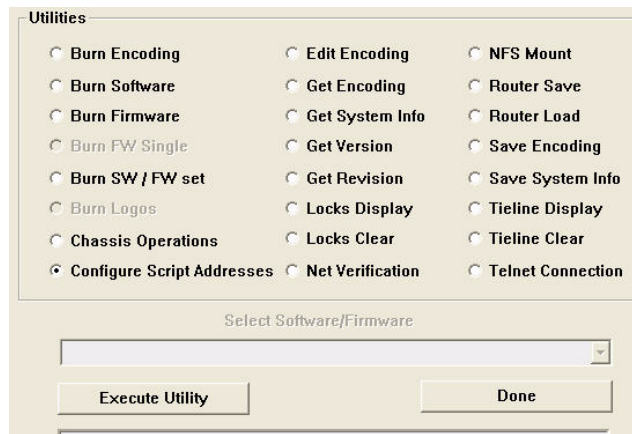 Utilities
Burn Encoding
Burn Software
Burn Firmware
Burn FW Single
Burn SW / FW set
Burn Logos
Chassis Operations
Configure Script Addresses
Edit Encoding
Get Encoding
Get System Info
Get Version
Get Revision
Locks Display
Locks Clear
Net Verification
NFS Mount
Router Save
Router Load
Save Encoding
Save System Info
Tieline Display
Tieline Clear
Telnet Connection
Select Software/Firmware
Execute Utility
Done